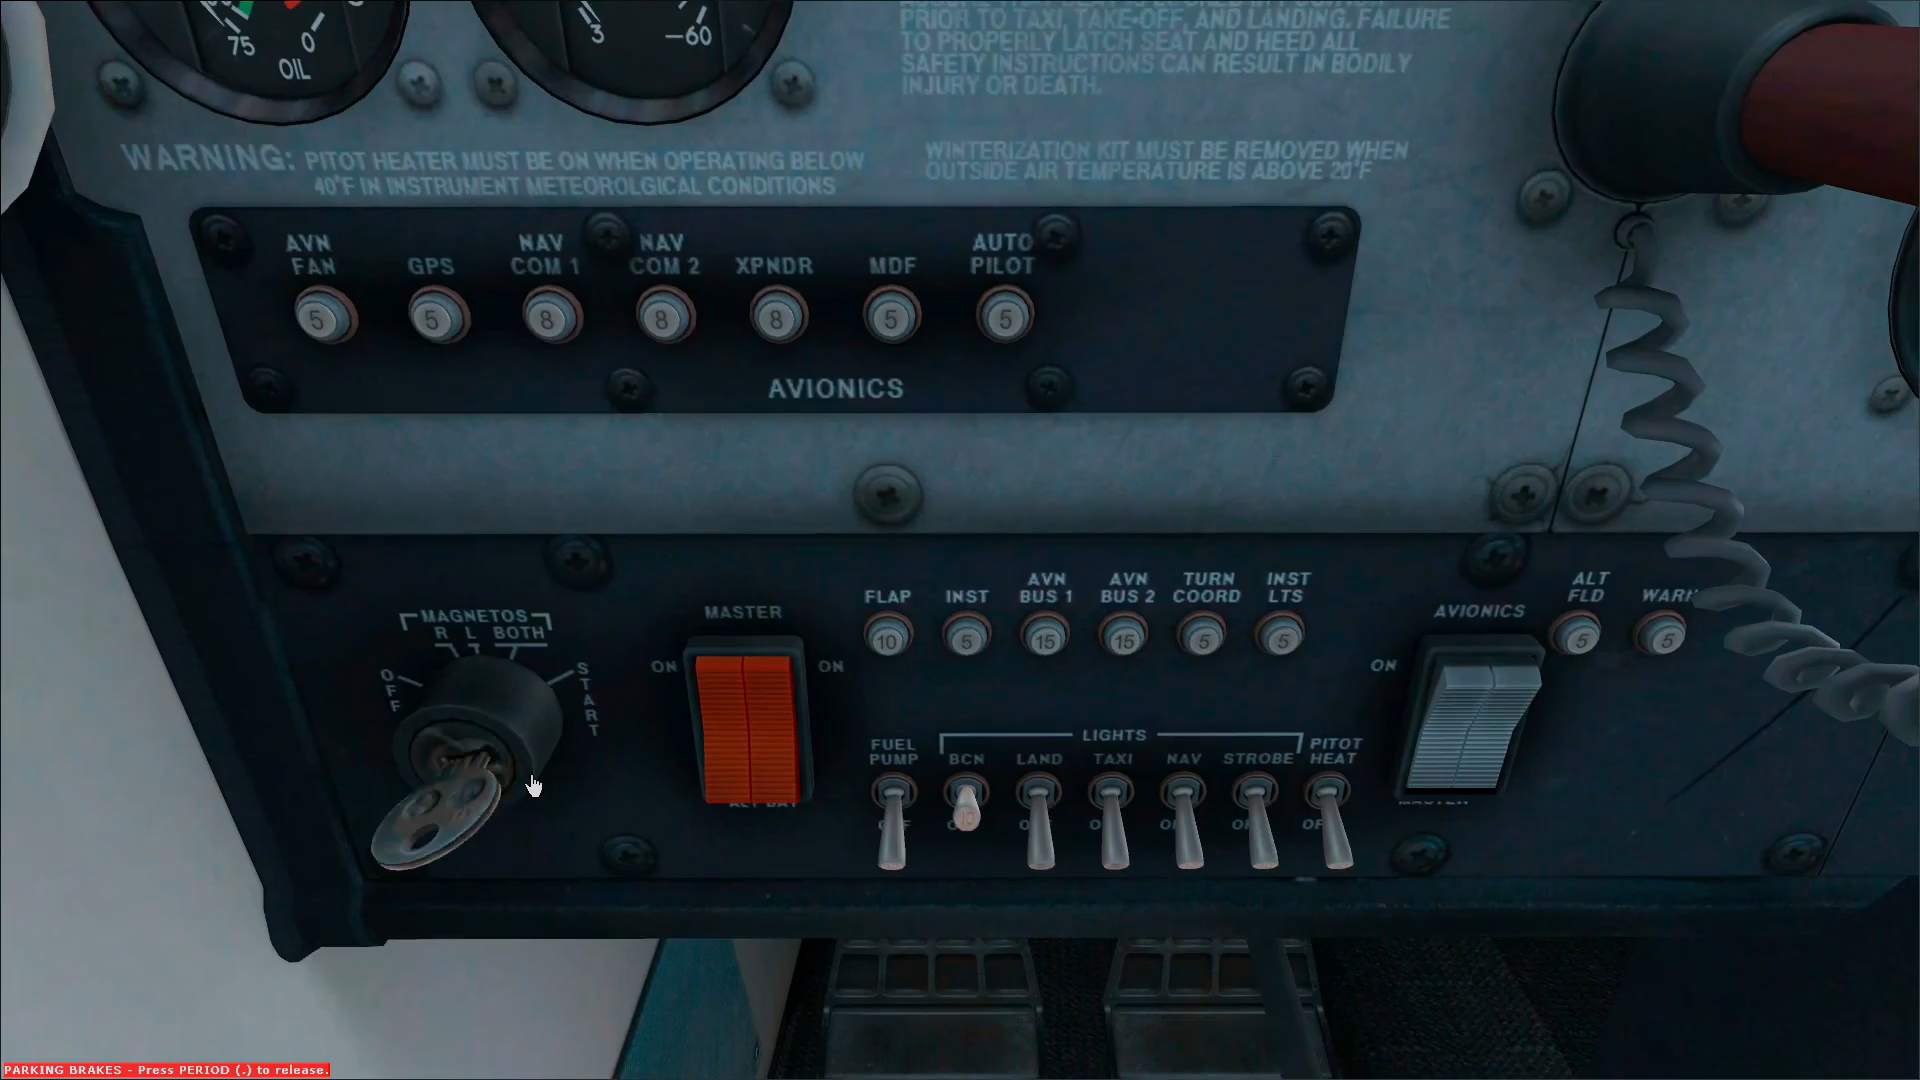 75 0
OIL
3 -60
PRIOR TO TAXI, TAKE-OFF, AND LANDING. FAILURE
TO PROPERLY LATCH SEAT AND HEED ALL
SAFETY INSTRUCTIONS CAN RESULT IN BODILY
INJURY OR DEATH.
WARNING: PITOT HEATER MUST BE ON WHEN OPERATING BELOW
40°F IN INSTRUMENT METEOROLGICAL CONDITIONS
WINTERIZATION KIT MUST BE REMOVED WHEN
OUTSIDE AIR TEMPERATURE IS ABOVE 20°F
AVN FAN
GPS
NAV COM 1
NAV COM 2
XPNDR
MDF
AUTO PILOT
5 5 8 8 8 5 5
AVIONICS
MAGNETOS
R L BOTH
OFF
START
MASTER
ON ON
ALT BAT
FLAP
INST
AVN BUS 1
AVN BUS 2
TURN COORD
INST LTS
10 5 15 15 5 5
AVIONICS
ON
MASTER
ALT FLD
WARN
5 5
LIGHTS
FUEL PUMP
BCN
LAND
TAXI
NAV
STROBE
PITOT HEAT
10
PARKING BRAKES - Press PERIOD (.) to release.